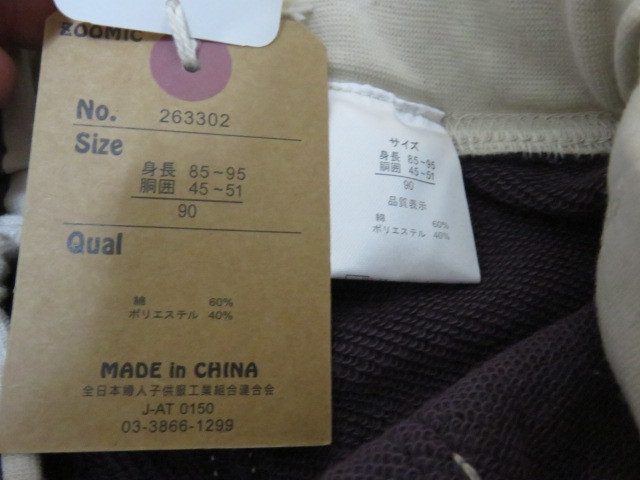 ZOOMIC
No. 263302
Size
身長 85~95
胴囲 45~51
90
Qual
綿 60%
ポリエステル 40%
MADE in CHINA
全日本婦人子供服工業組合連合会
J-AT 0150
03-3866-1299
サイズ
身長 85~95
胴囲 45~51
90
品質表示
綿 60%
ポリエステル 40%